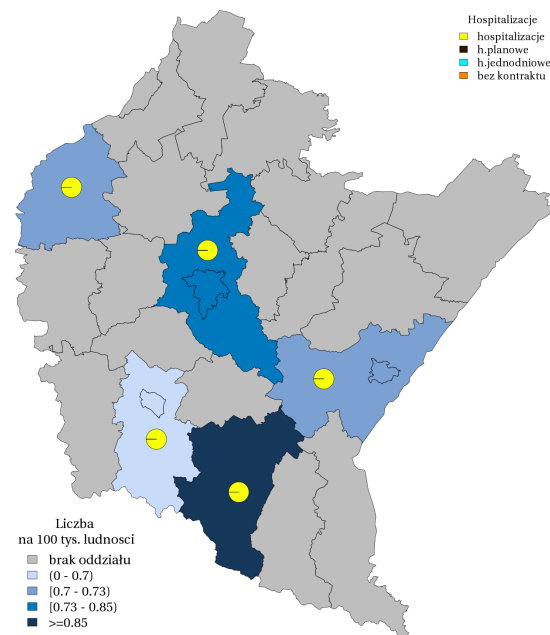 Hospitalizacje
hospitalizacje
h.planowe
h.jednodniowe
bez kontraktu
Liczba
na 100 tys. ludnosci
brak oddziału
(0 - 0.7)
[0.7 - 0.73)
[0.73 - 0.85)
>=0.85